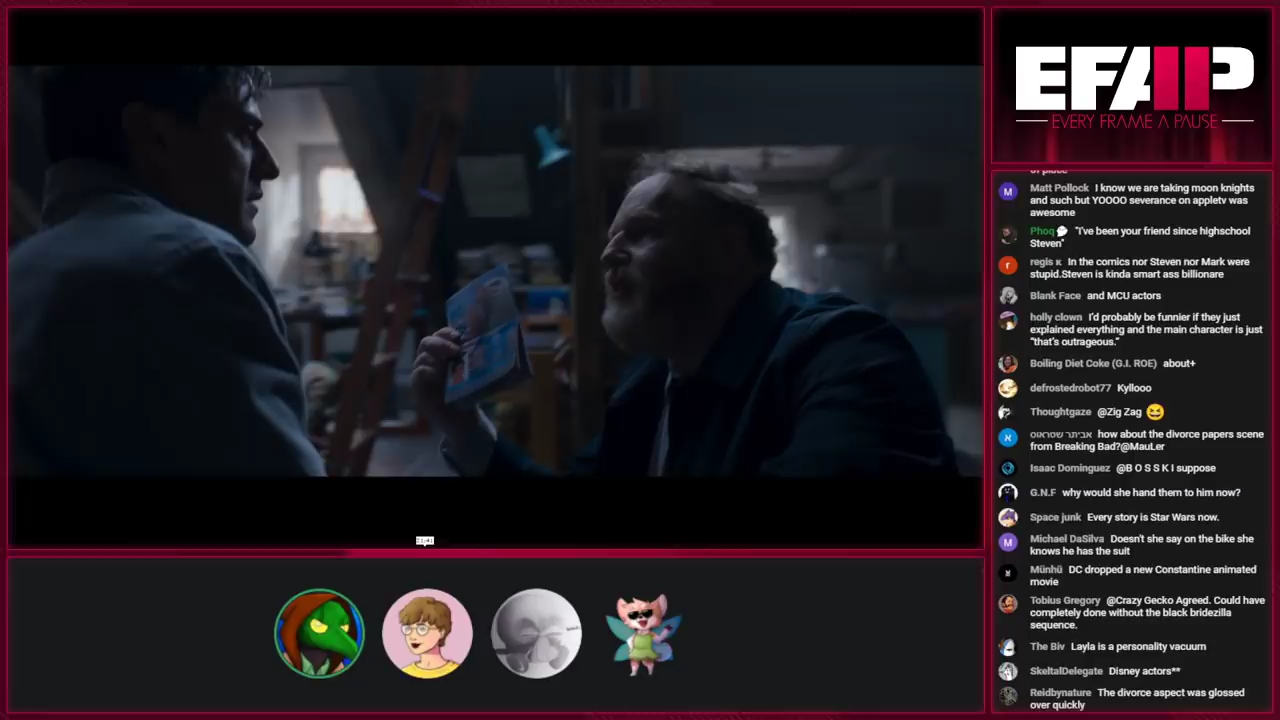 EFAP
EVERY FRAME A PAUSE
Matt Pollock I know we are taking moon knights
and such but YOOOO severance on appletv was
awesome
Phoq "I've been your friend since highschool
Steven"
regis ĸ In the comics nor Steven nor Mark were
stupid.Steven is kinda smart ass billionare
Blank Face and MCU actors
holly clown I'd probably be funnier if they just
explained everything and the main character is just
“that's outrageous.”
Boiling Diet Coke (G.I. ROE) about+
defrostedrobot77 Kyllooo
Thoughtgaze @Zig Zag 😆
אביתר שסראוס how about the divorce papers scene
from Breaking Bad?@MauLer
Isaac Dominguez @B O S S K I suppose
G.N.F why would she hand them to him now?
Space junk Every story is Star Wars now.
Michael DaSilva Doesn't she say on the bike she
knows he has the suit
Münhü DC dropped a new Constantine animated
movie
Tobius Gregory @Crazy Gecko Agreed. Could have
completely done without the black bridezilla
sequence.
The Biv Layla is a personality vacuum
SkeltalDelegate Disney actors**
Reidbynature The divorce aspect was glossed
over quickly